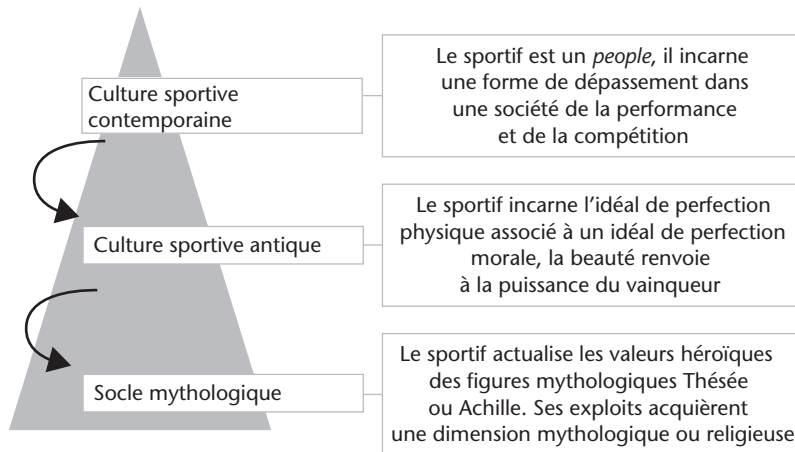 Culture sportive
contemporaine
Le sportif est un people, il incarne
une forme de dépassement dans
une société de la performance
et de la compétition
Culture sportive antique
Le sportif incarne l’idéal de perfection
physique associé à un idéal de perfection
morale, la beauté renvoie
à la puissance du vainqueur
Socle mythologique
Le sportif actualise les valeurs héroïques
des figures mythologiques Thésée
ou Achille. Ses exploits acquièrent
une dimension mythologique ou religieuse